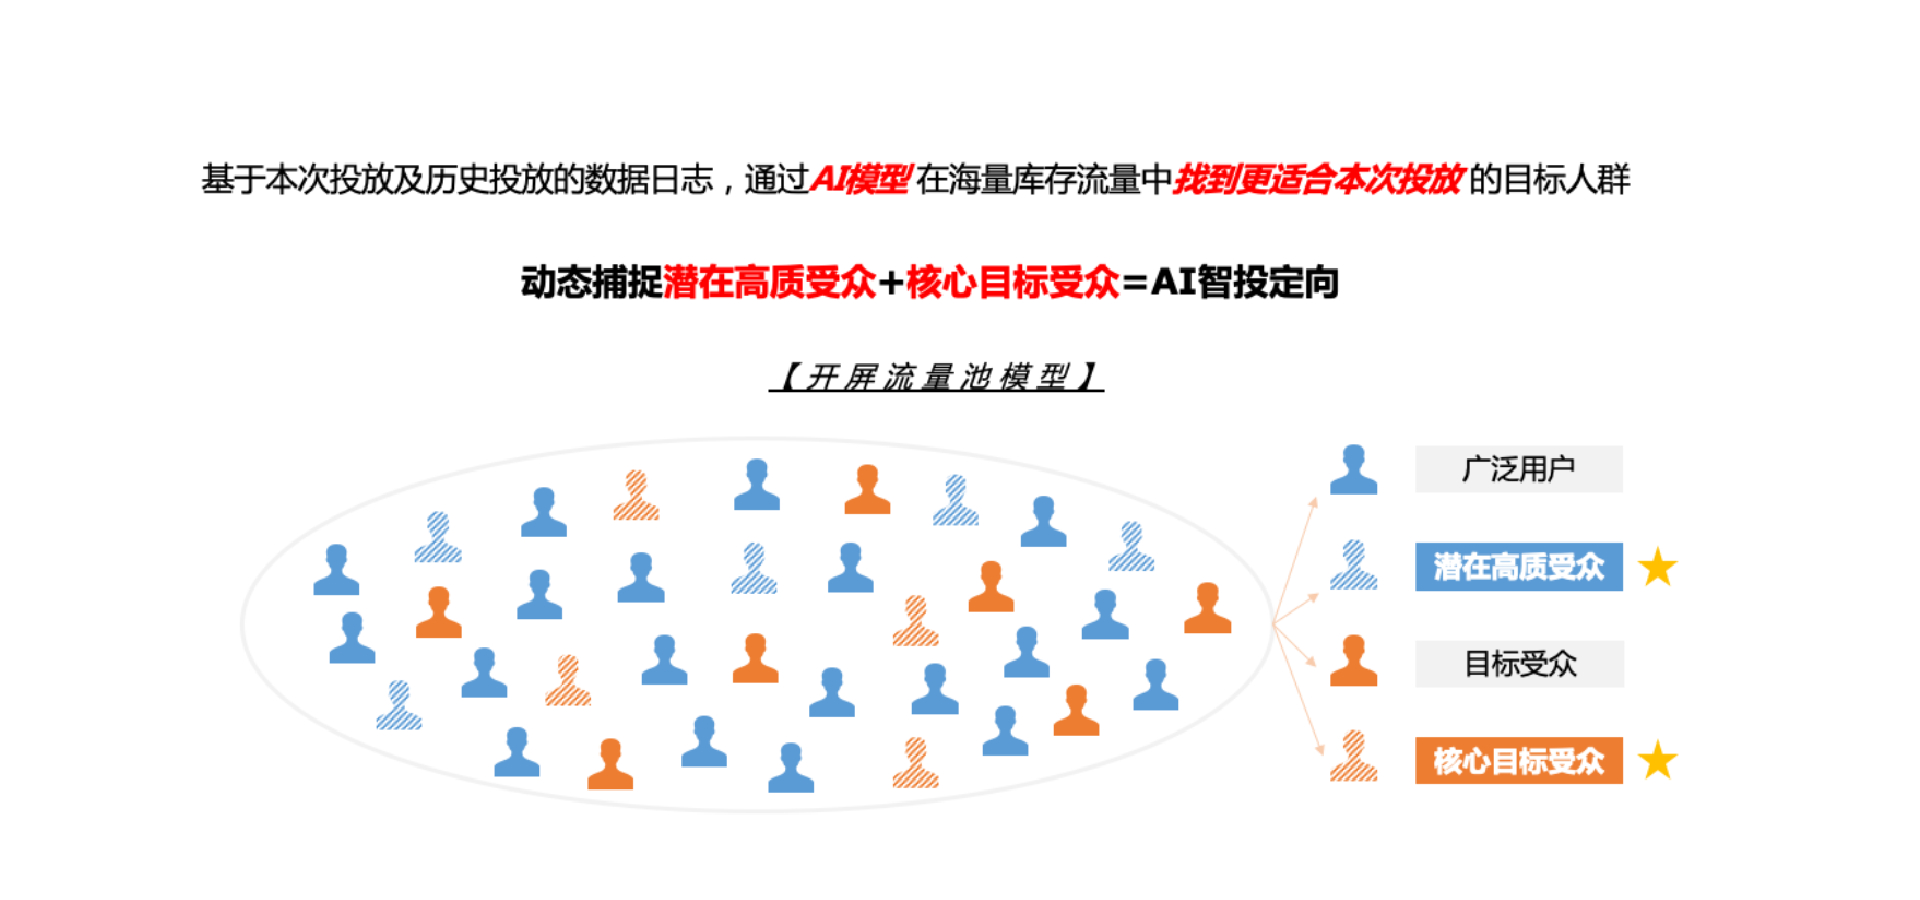 基于本次投放及历史投放的数据日志，通过AI模型在海量库存流量中找到更适合本次投放的目标人群
动态捕捉潜在高质受众+核心目标受众=AI智投定向
【开屏流量池模型】
广泛用户
潜在高质受众
目标受众
核心目标受众